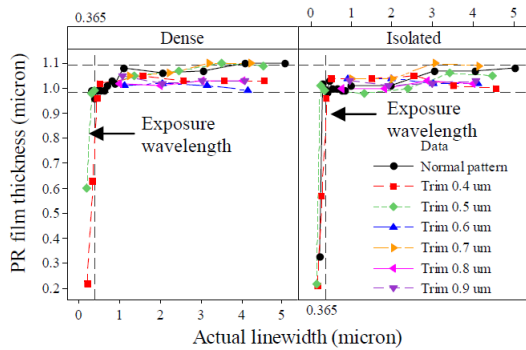 0.365
0 1 2 3 4 5
Dense Isolated
1.1
1.0
0.9
0.8
0.7
0.6
0.5
0.4
0.3
0.2
PR film thickness (micron)
Exposure
wavelength
Exposure
wavelength
Data
Normal pattern
Trim 0.4 um
Trim 0.5 um
Trim 0.6 um
Trim 0.7 um
Trim 0.8 um
Trim 0.9 um
0.365
0 1 2 3 4 5
Actual linewidth (micron)